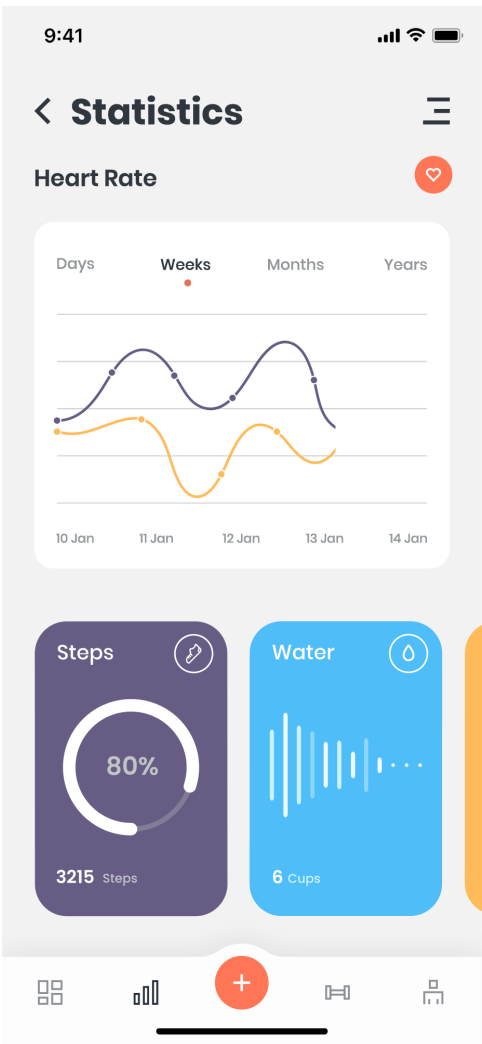 9:41
Statistics
Heart Rate
Days Weeks Months Years
10 Jan 11 Jan 12 Jan 13 Jan 14 Jan
Steps
80%
3215 Steps
Water
6 Cups